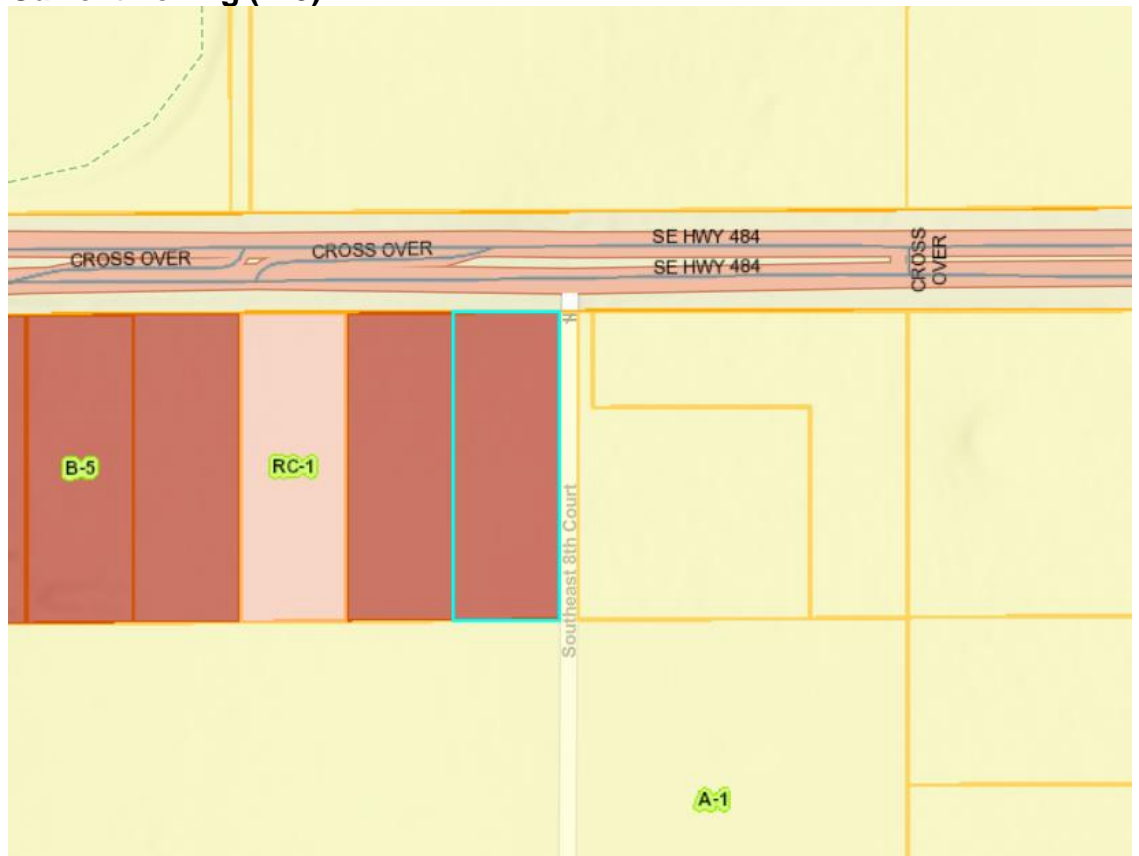 SE HWY 484
CROSS OVER
CROSS OVER
SE HWY 484
CROSS
OVER
B-5
RC-1
Southeast 8th Court
A-1